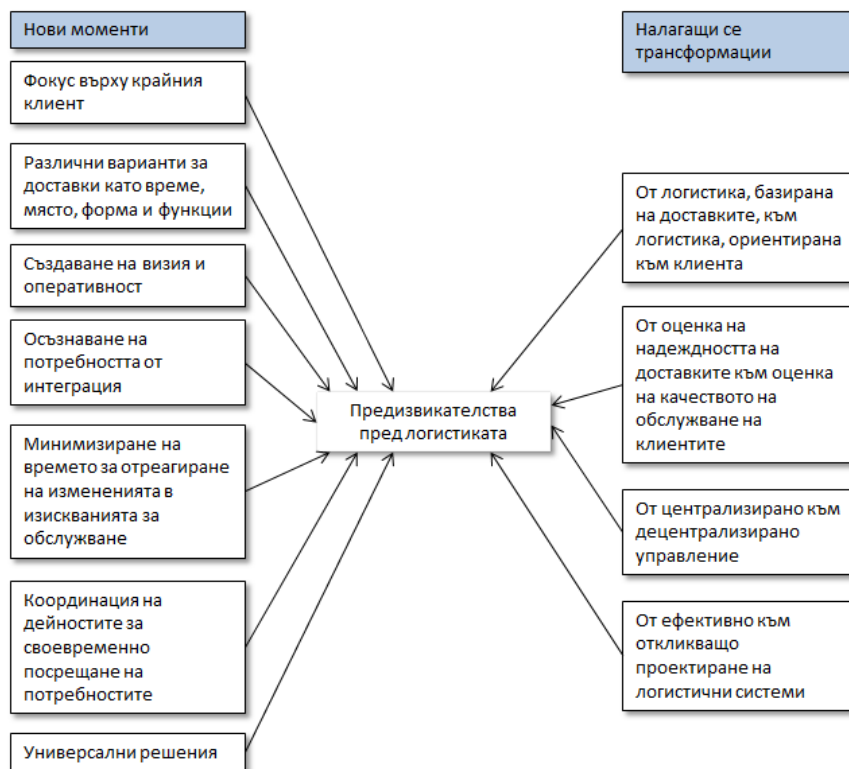 Нови моменти
Фокус върху крайния
клиент
Различни варианти за
доставки като време,
място, форма и функции
Създаване на визия и
оперативност
Осъзнаване на
потребността от
интеграция
Минимизиране на
времето за отреагиране
на измененията в
изискванията за
обслужване
Координация на
дейностите за
своевременно
посрещане на
потребностите
Универсални решения
Предизвикателства
пред логистиката
Налагащи се
трансформации
От логистика, базирана
на доставките, към
логистика, ориентирана
към клиента
От оценка на
надеждността на
доставките към оценка
на качеството на
обслужване на
клиентите
От централизирано към
децентрализирано
управление
От ефективно към
откликващо
проектиране на
логистични системи